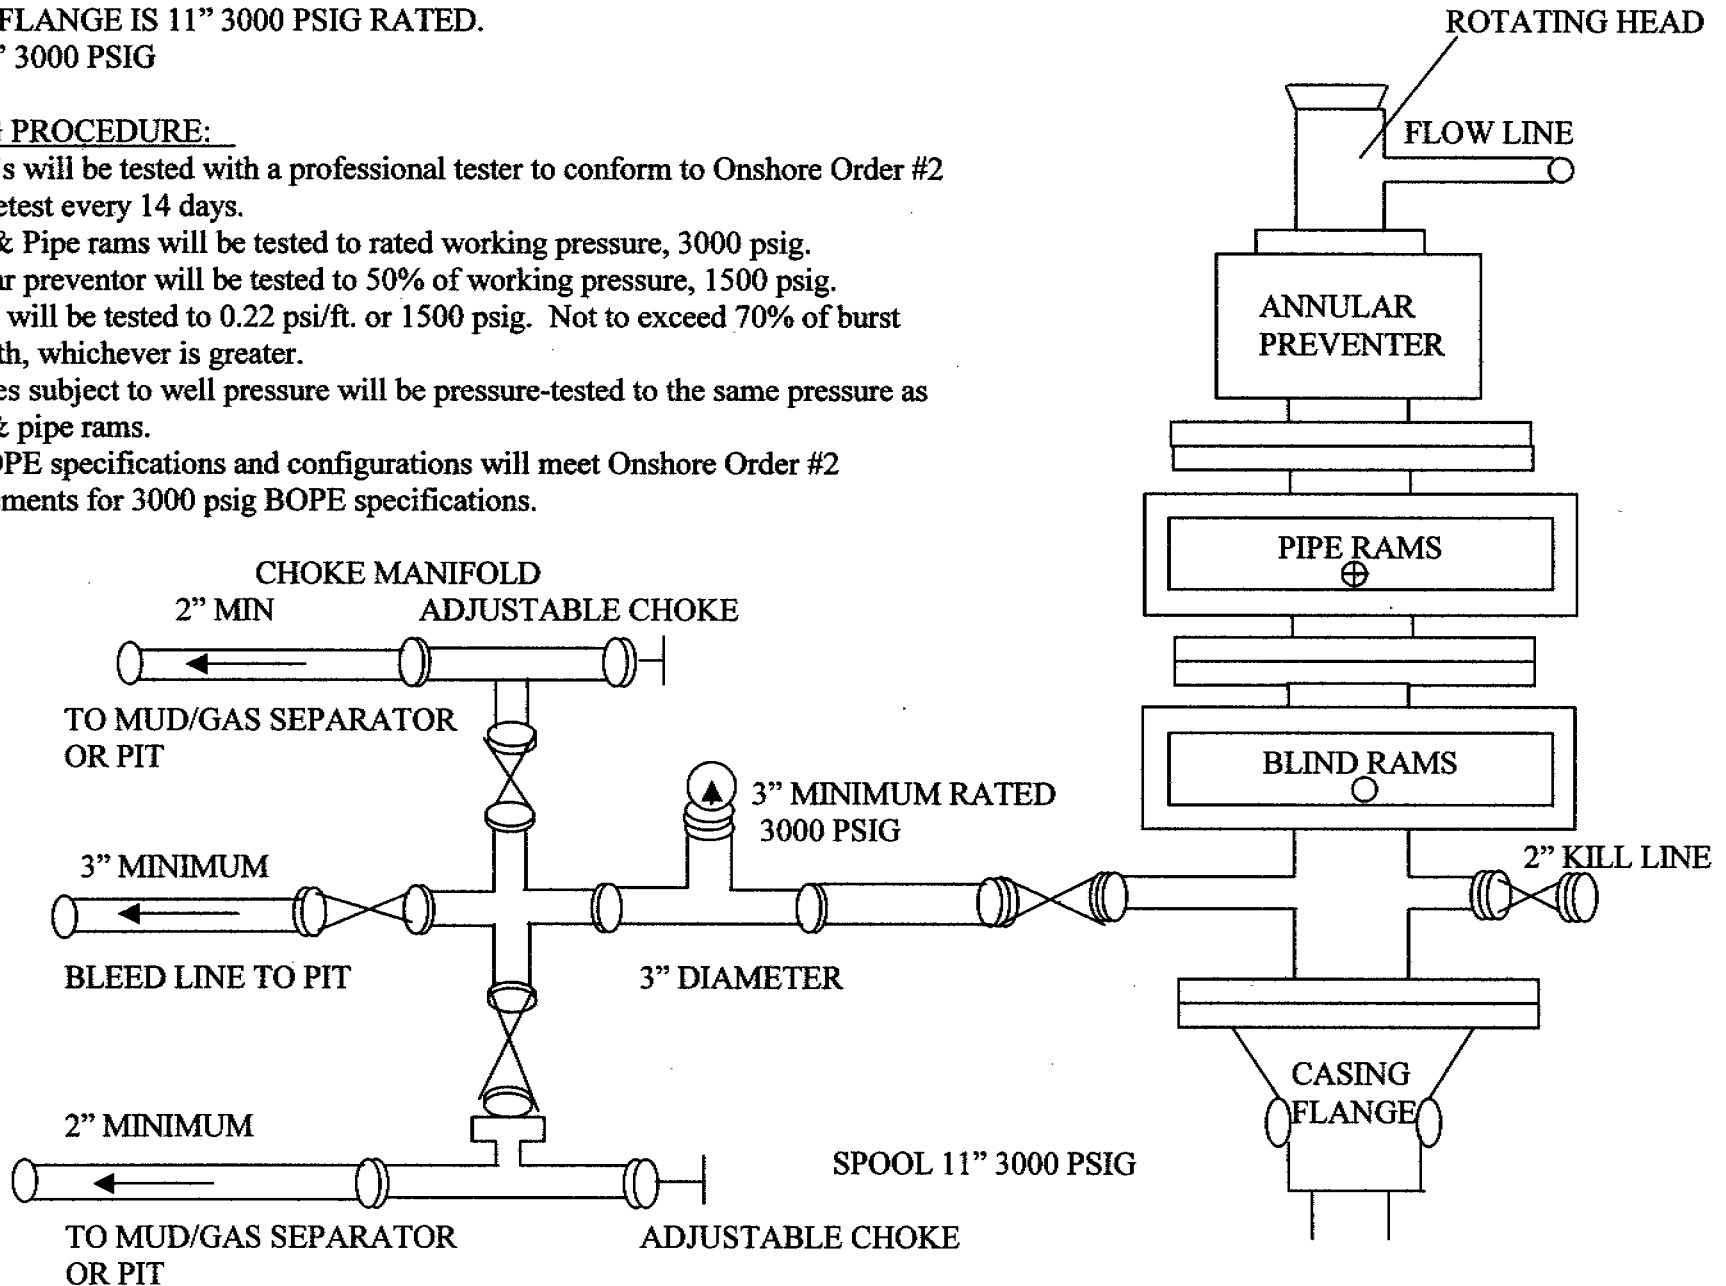 FLANGE IS 11” 3000 PSIG RATED.
” 3000 PSIG
PROCEDURE:
's will be tested with a professional tester to conform to Onshore Order #2
etest every 14 days.
& Pipe rams will be tested to rated working pressure, 3000 psig.
ar preventor will be tested to 50% of working pressure, 1500 psig.
will be tested to 0.22 psi/ft. or 1500 psig.  Not to exceed 70% of burst
th, whichever is greater.
es subject to well pressure will be pressure-tested to the same pressure as
& pipe rams.
OPE specifications and configurations will meet Onshore Order #2
ments for 3000 psig BOPE specifications.
ROTATING HEAD
FLOW LINE
ANNULAR
PREVENTER
PIPE RAMS
BLIND RAMS
2” KILL LINE
CASING
FLANGE
CHOKE MANIFOLD
2” MIN
ADJUSTABLE CHOKE
TO MUD/GAS SEPARATOR
OR PIT
3” MINIMUM RATED
3000 PSIG
3” MINIMUM
BLEED LINE TO PIT
3” DIAMETER
2” MINIMUM
SPOOL 11” 3000 PSIG
TO MUD/GAS SEPARATOR
OR PIT
ADJUSTABLE CHOKE